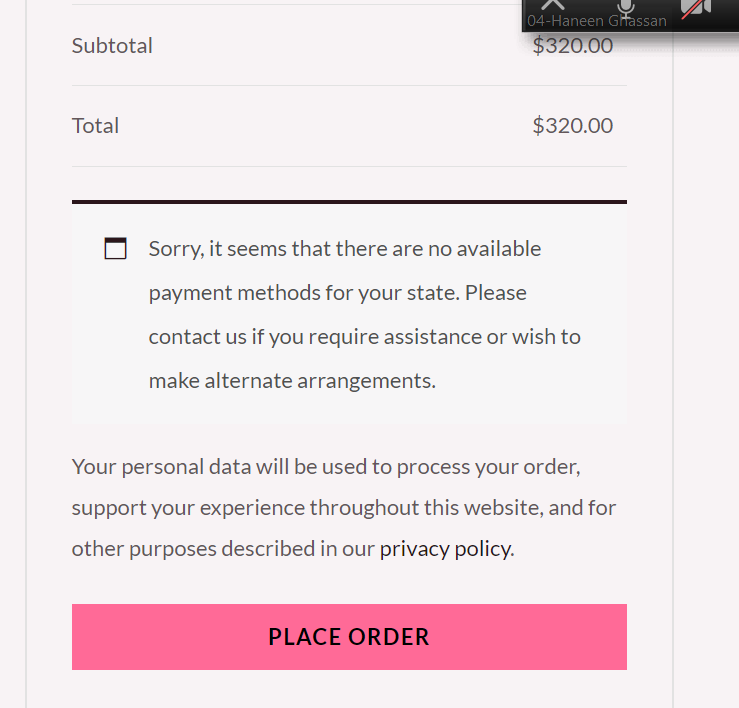 04-Haneen Ghassan
Subtotal $320.00
Total $320.00
Sorry, it seems that there are no available
payment methods for your state. Please
contact us if you require assistance or wish to
make alternate arrangements.
Your personal data will be used to process your order,
support your experience throughout this website, and for
other purposes described in our privacy policy.
PLACE ORDER